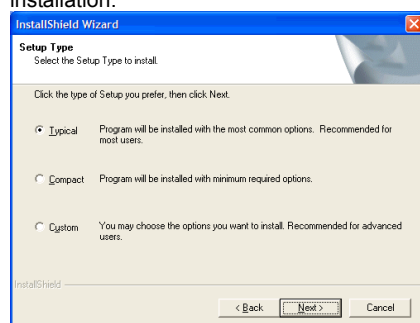 installation.
InstallShield Wizard
Setup Type
Select the Setup Type to install.
Click the type of Setup you prefer, then click Next.
Typical Program will be installed with the most common options. Recommended for
most users.
Compact Program will be installed with minimum required options.
Custom You may choose the options you want to install. Recommended for advanced
users.
InstallShield
< Back Next > Cancel